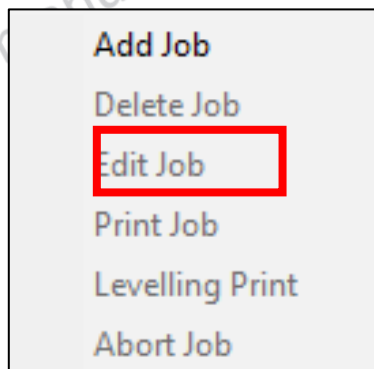 Add Job
Delete Job
Edit Job
Print Job
Levelling Print
Abort Job